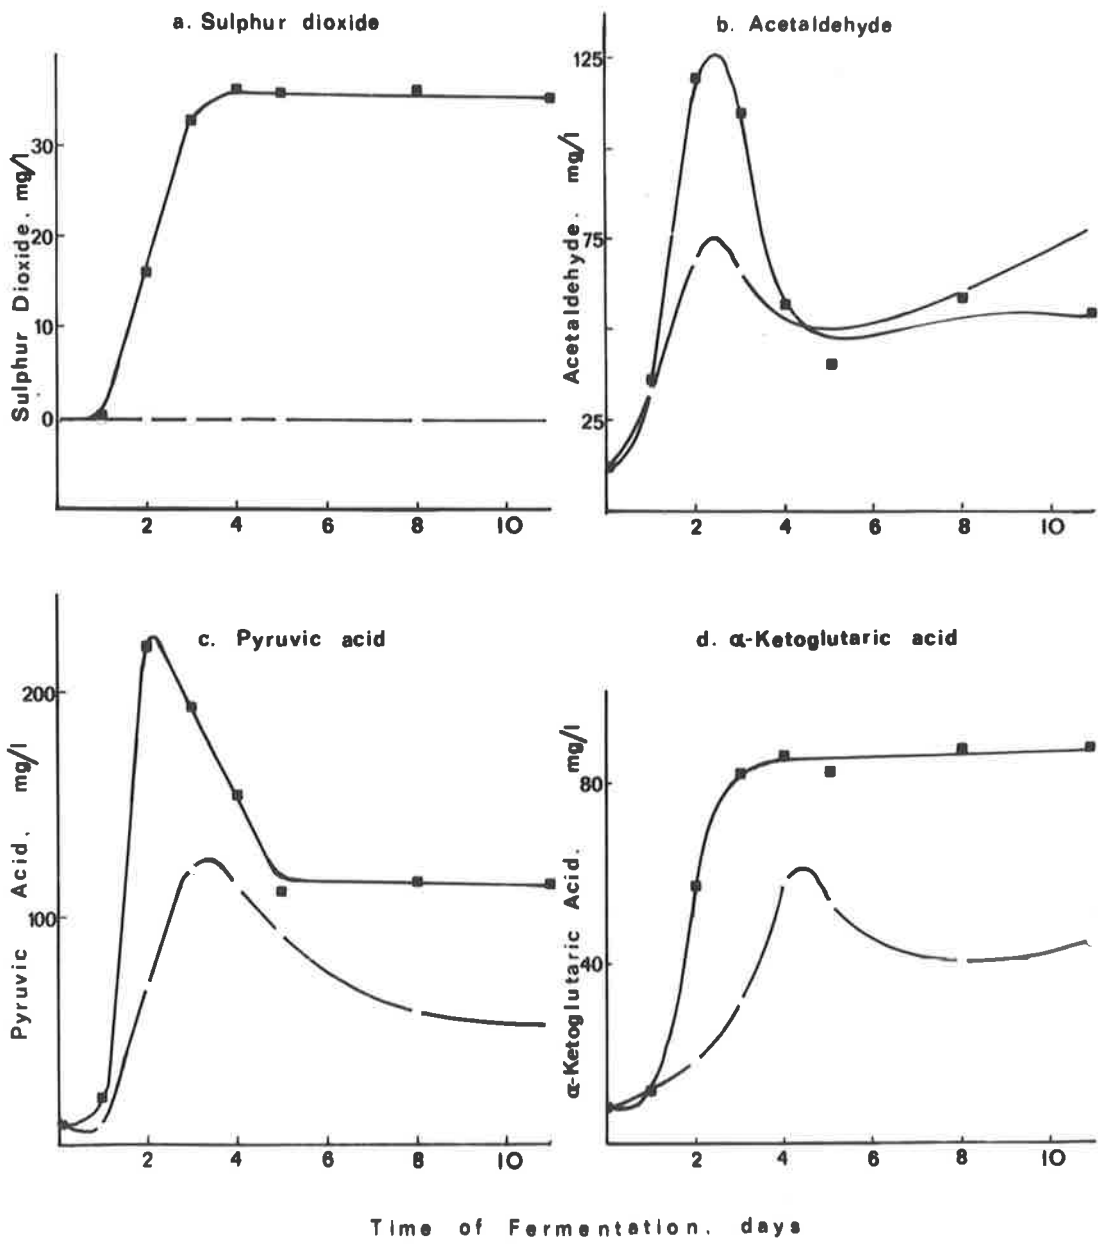 a. Sulphur dioxide
Sulphur Dioxide. mg/l
30
20
10
0
2 4 6 8 10
b. Acetaldehyde
Acetaldehyde. mg/l
125
75
25
2 4 6 8 10
c. Pyruvic acid
Pyruvic Acid. mg/l
200
100
2 4 6 8 10
d. α-Ketoglutaric acid
α-Ketoglutaric Acid. mg/l
80
40
2 4 6 8 10
Time of Fermentation. days